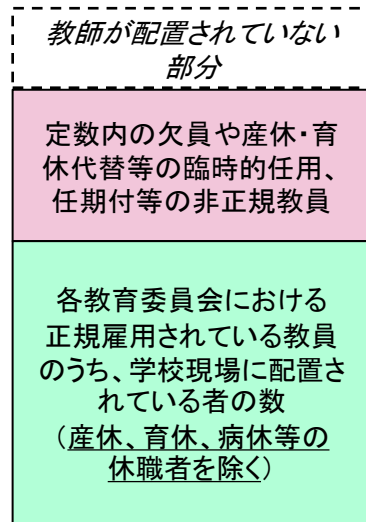 教師が配置されていない
部分
定数内の欠員や産休・育
休代替等の臨時的任用、
任期付等の非正規教員
各教育委員会における
正規雇用されている教員
のうち、学校現場に配置さ
れている者の数
（産休、育休、病休等の
休職者を除く）